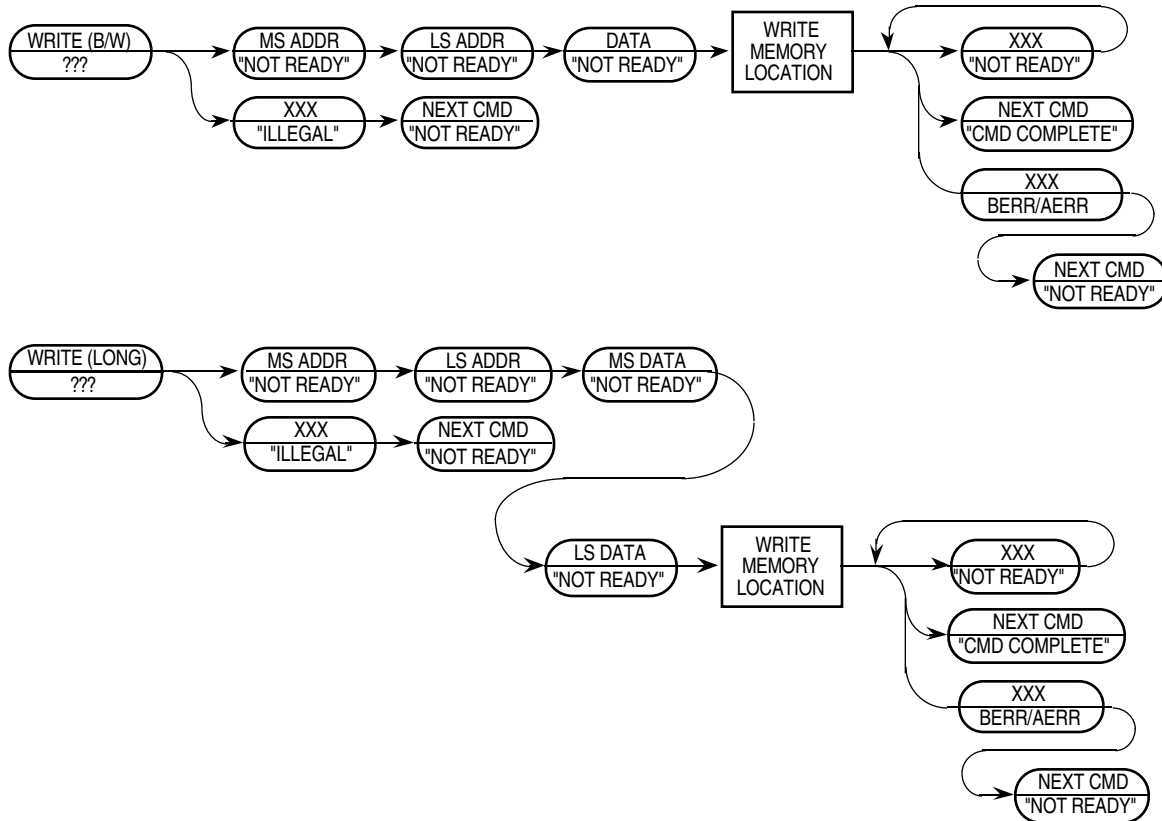 WRITE (B/W)
???
MS ADDR
"NOT READY"
LS ADDR
"NOT READY"
DATA
"NOT READY"
WRITE
MEMORY
LOCATION
XXX
"NOT READY"
XXX
"ILLEGAL"
NEXT CMD
"NOT READY"
NEXT CMD
"CMD COMPLETE"
XXX
BERR/AERR
NEXT CMD
"NOT READY"
WRITE (LONG)
???
MS ADDR
"NOT READY"
LS ADDR
"NOT READY"
MS DATA
"NOT READY"
XXX
"ILLEGAL"
NEXT CMD
"NOT READY"
LS DATA
"NOT READY"
WRITE
MEMORY
LOCATION
XXX
"NOT READY"
NEXT CMD
"CMD COMPLETE"
XXX
BERR/AERR
NEXT CMD
"NOT READY"